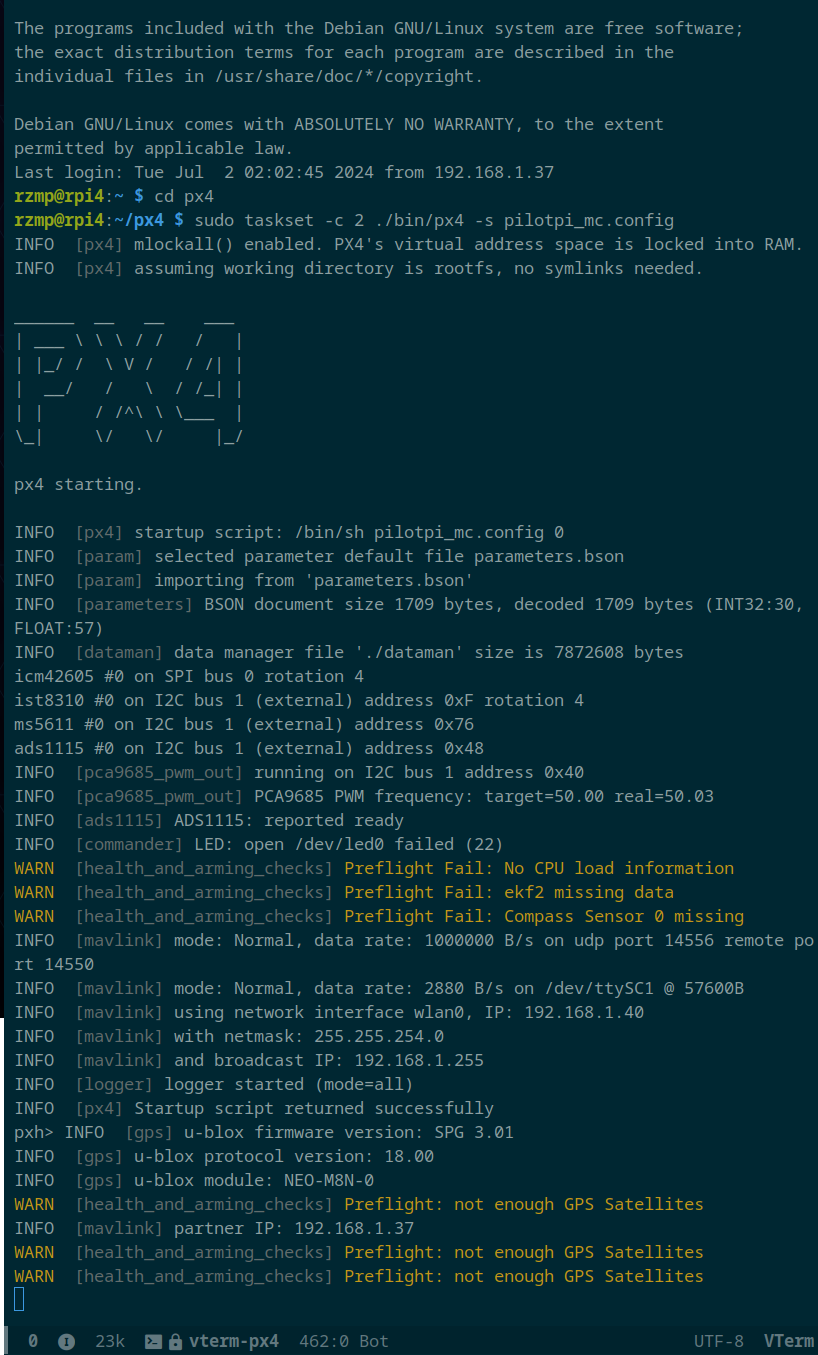 The programs included with the Debian GNU/Linux system are free software;
the exact distribution terms for each program are described in the
individual files in /usr/share/doc/*/copyright.

Debian GNU/Linux comes with ABSOLUTELY NO WARRANTY, to the extent
permitted by applicable law.
Last login: Tue Jul  2 02:02:45 2024 from 192.168.1.37
rzmp@rpi4:~ $ cd px4
rzmp@rpi4:~/px4 $ sudo taskset -c 2 ./bin/px4 -s pilotpi_mc.config
INFO  [px4] mlockall() enabled. PX4's virtual address space is locked into RAM.
INFO  [px4] assuming working directory is rootfs, no symlinks needed.

______  __   __    ___
| ___ \ \ \ / /   /   |
| |_/ /  \ V /   / /| |
|  __/   /   \  / /_| |
| |     / /^\ \ \___  |
\_|     \/   \/     |_/

px4 starting.

INFO  [px4] startup script: /bin/sh pilotpi_mc.config 0
INFO  [param] selected parameter default file parameters.bson
INFO  [param] importing from 'parameters.bson'
INFO  [parameters] BSON document size 1709 bytes, decoded 1709 bytes (INT32:30,
FLOAT:57)
INFO  [dataman] data manager file './dataman' size is 7872608 bytes
icm42605 #0 on SPI bus 0 rotation 4
ist8310 #0 on I2C bus 1 (external) address 0xF rotation 4
ms5611 #0 on I2C bus 1 (external) address 0x76
ads1115 #0 on I2C bus 1 (external) address 0x48
INFO  [pca9685_pwm_out] running on I2C bus 1 address 0x40
INFO  [pca9685_pwm_out] PCA9685 PWM frequency: target=50.00 real=50.03
INFO  [ads1115] ADS1115: reported ready
INFO  [commander] LED: open /dev/led0 failed (22)
WARN  [health_and_arming_checks] Preflight Fail: No CPU load information
WARN  [health_and_arming_checks] Preflight Fail: ekf2 missing data
WARN  [health_and_arming_checks] Preflight Fail: Compass Sensor 0 missing
INFO  [mavlink] mode: Normal, data rate: 1000000 B/s on udp port 14556 remote po
rt 14550
INFO  [mavlink] mode: Normal, data rate: 2880 B/s on /dev/ttySC1 @ 57600B
INFO  [mavlink] using network interface wlan0, IP: 192.168.1.40
INFO  [mavlink] with netmask: 255.255.254.0
INFO  [mavlink] and broadcast IP: 192.168.1.255
INFO  [logger] logger started (mode=all)
INFO  [px4] Startup script returned successfully
pxh> INFO  [gps] u-blox firmware version: SPG 3.01
INFO  [gps] u-blox protocol version: 18.00
INFO  [gps] u-blox module: NEO-M8N-0
WARN  [health_and_arming_checks] Preflight: not enough GPS Satellites
INFO  [mavlink] partner IP: 192.168.1.37
WARN  [health_and_arming_checks] Preflight: not enough GPS Satellites
WARN  [health_and_arming_checks] Preflight: not enough GPS Satellites
0 I 23k vterm-px4 462:0 Bot UTF-8 VTerm